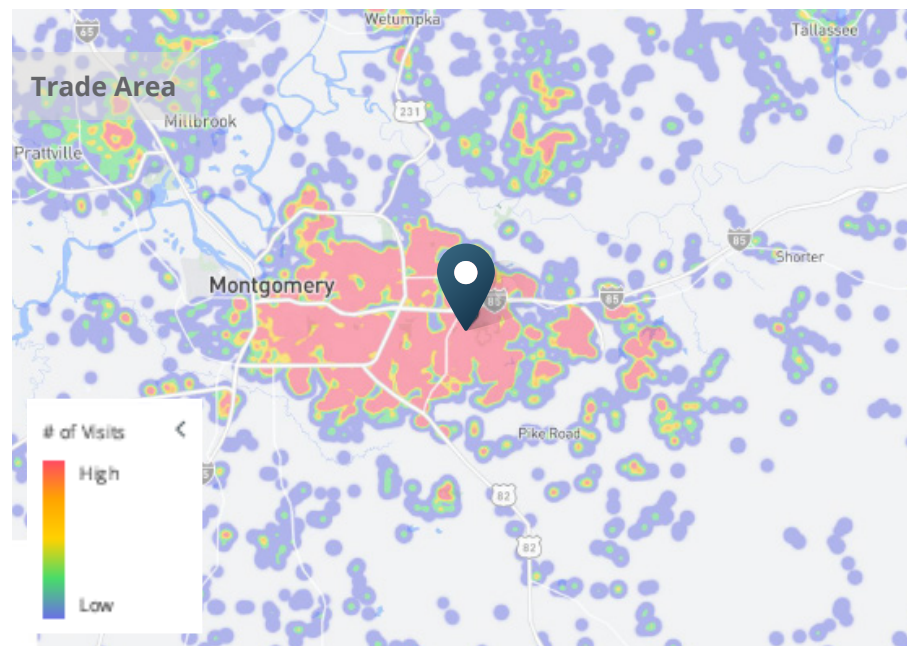 Wetumpka
65
Tallassee
Trade Area
231
Millbrook
Prattville
85
Shorter
Montgomery
85
85
# of Visits
High
Low
Pike Road
82
82